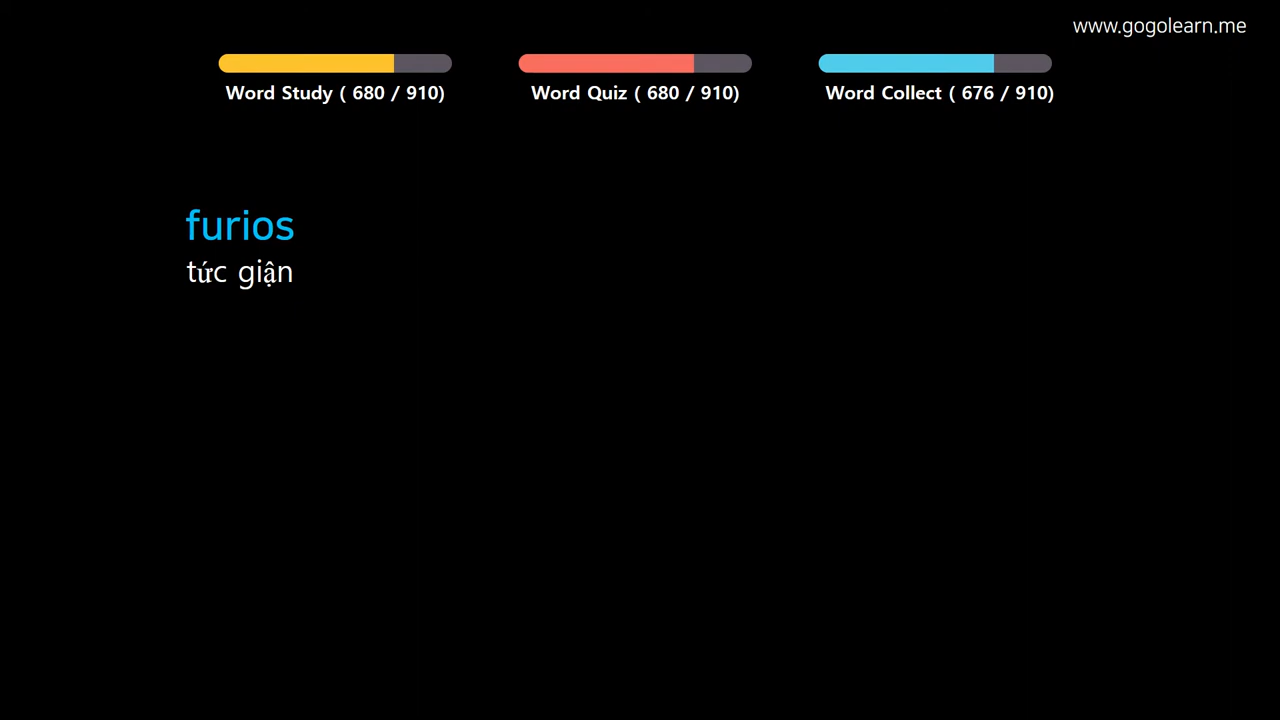 www.gogolearn.me
Word Study ( 680 / 910)
Word Quiz ( 680 / 910)
Word Collect ( 676 / 910)
furios
tức giận